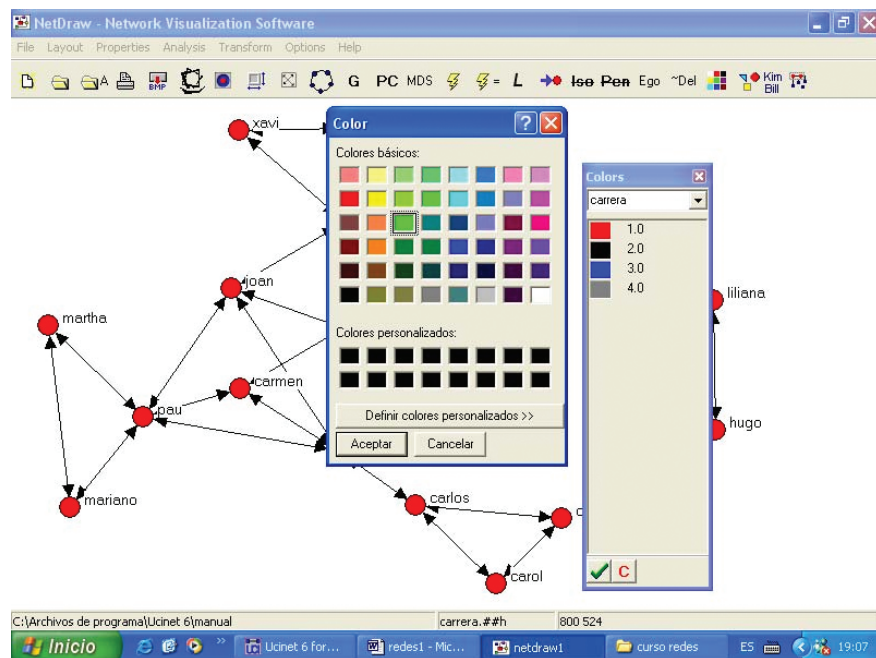 NetDraw - Network Visualization Software
File Layout Properties Analysis Transform Options Help
A BMP G PC MDS = L Iso Pen Ego ~Del Kim Bill
xavi
Color
Colores básicos:
Colors
carrera
1.0
2.0
3.0
4.0
joan
liliana
martha
Colores personalizados:
carmen
pau
Definir colores personalizados >>
hugo
Aceptar Cancelar
mariano
carlos
c
carol
C
C:\Archivos de programa\Ucinet 6\manual carrera.##h 800 524
Inicio » Ucinet 6 for... redes1 - Mic... netdraw1 curso redes ES 19:07